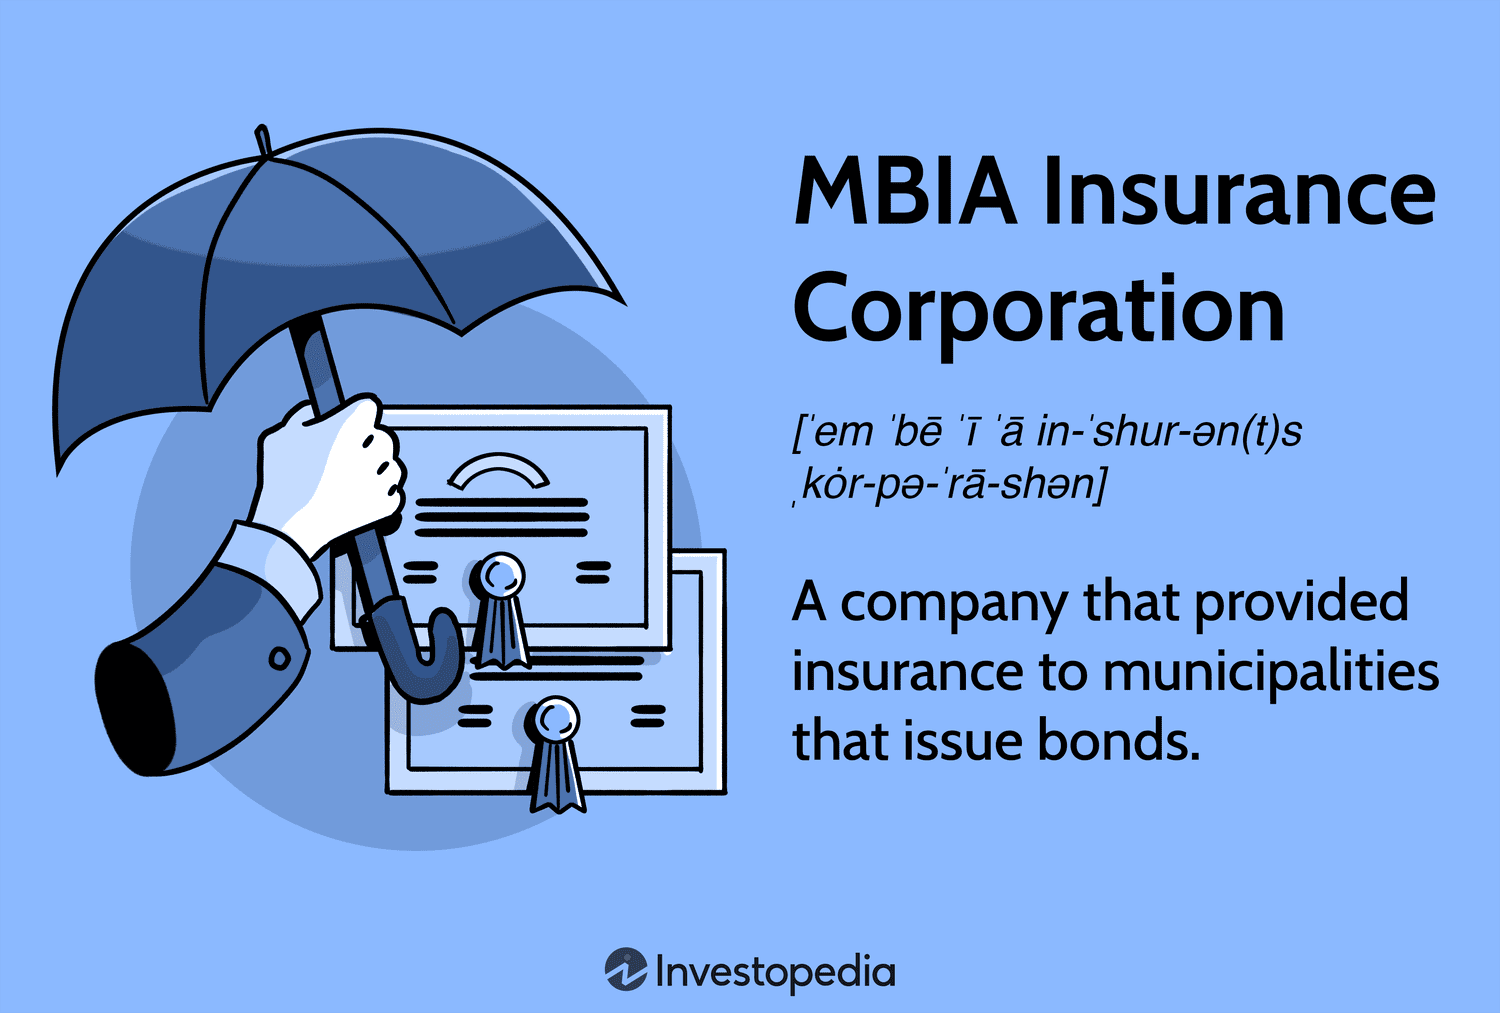 MBIA Insurance
Corporation
[ˈem ˈbē ˈī ˈā in-ˈshur-ən(t)s
ˌkȯr-pə-ˈrā-shən]
A company that provided
insurance to municipalities
that issue bonds.
Investopedia